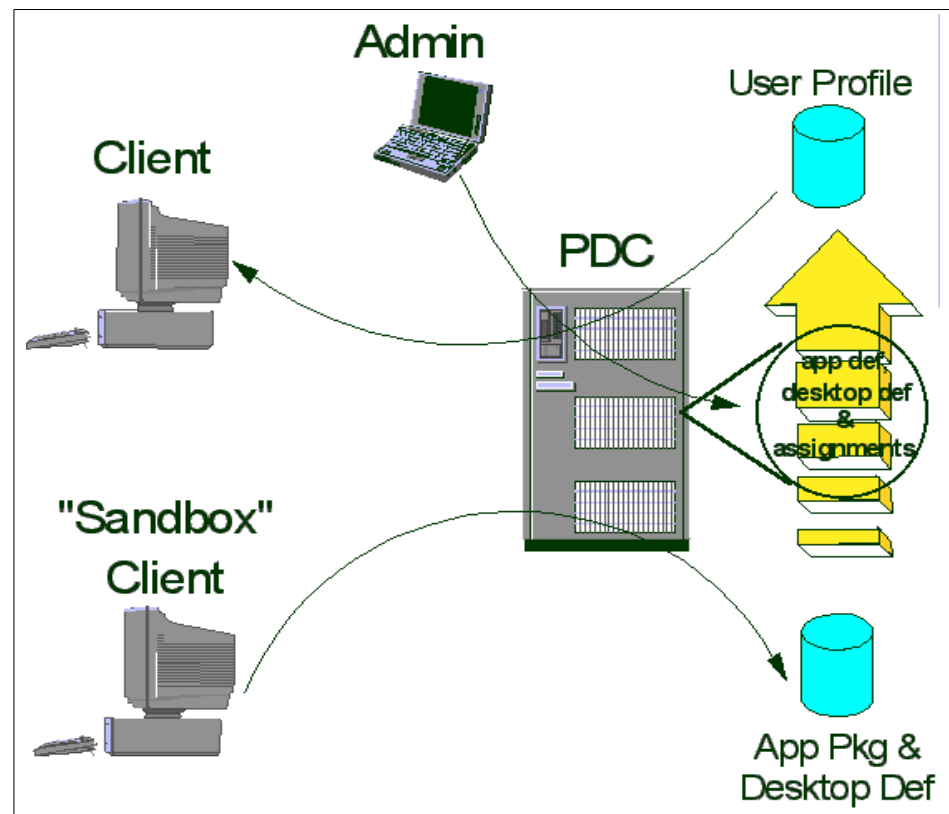 Admin
User Profile
Client
PDC
app def,
desktop def
&
assignments
"Sandbox"
Client
App Pkg &
Desktop Def